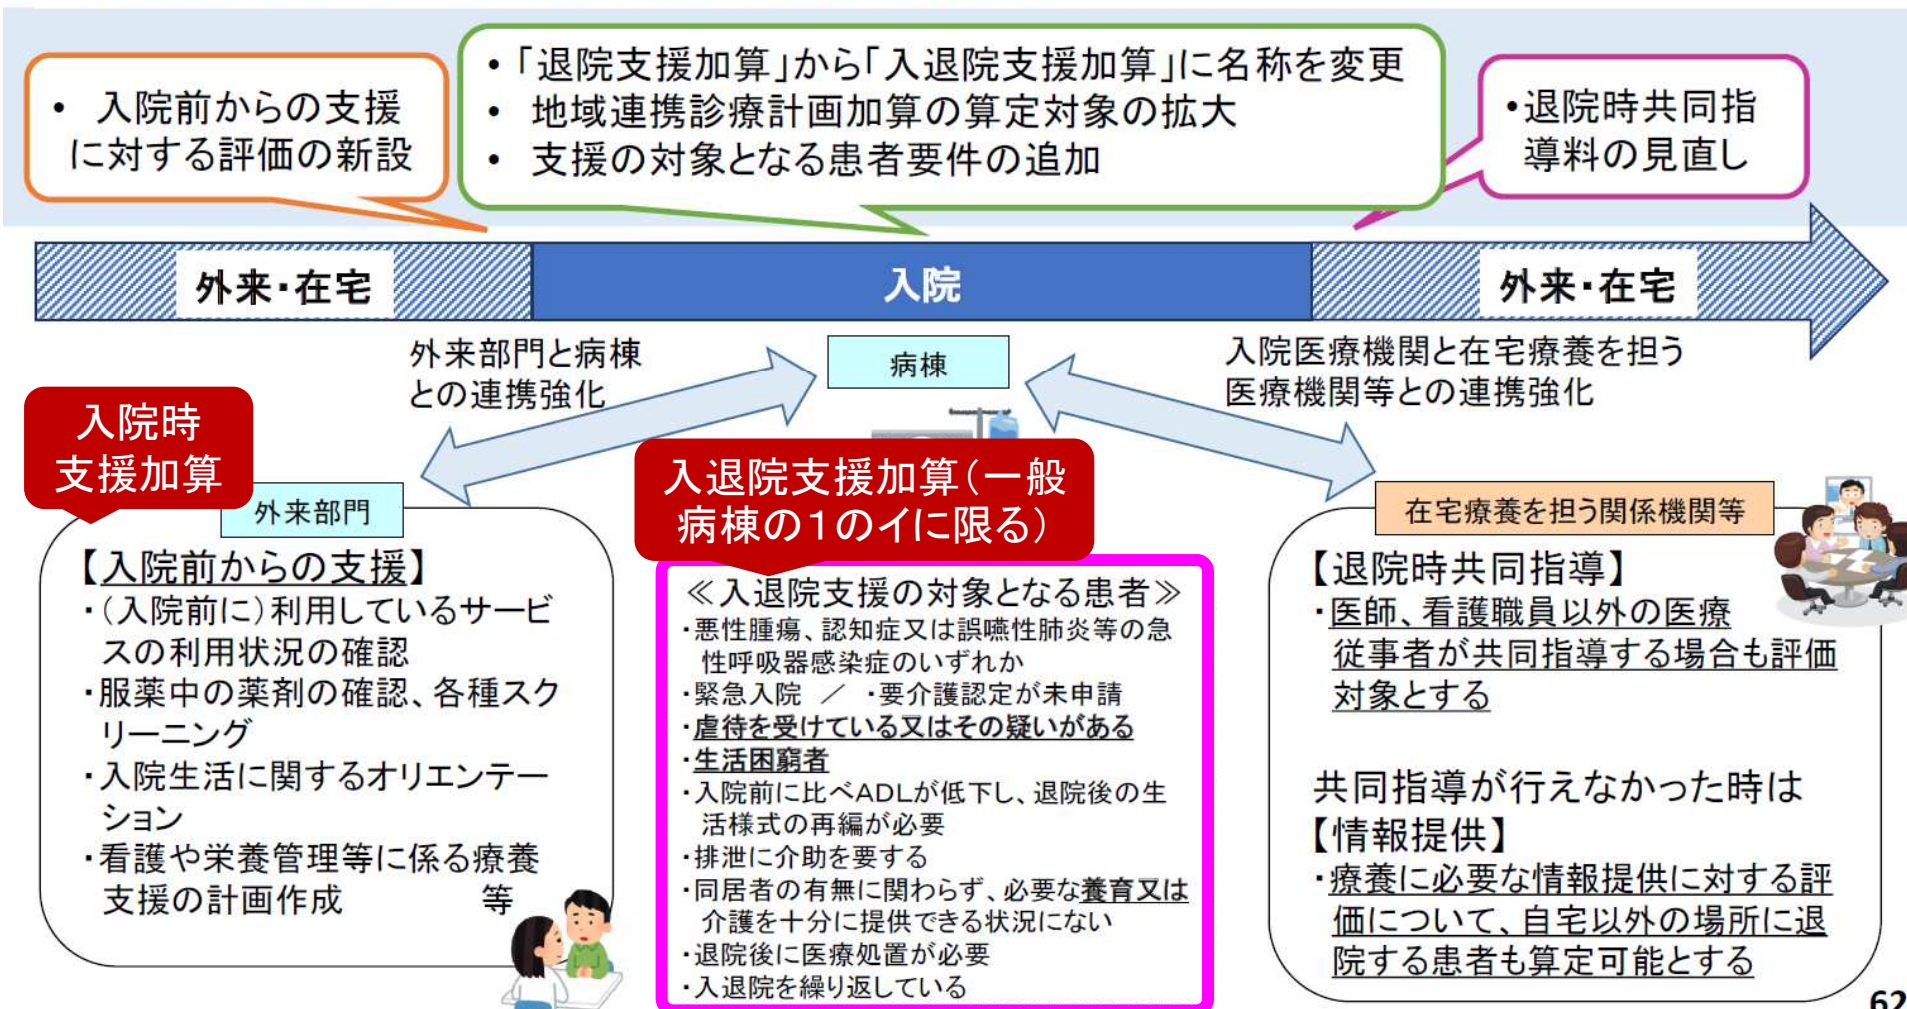 • 入院前からの支援
に対する評価の新設
•「退院支援加算」から「入退院支援加算」に名称を変更
• 地域連携診療計画加算の算定対象の拡大
• 支援の対象となる患者要件の追加
•退院時共同指
導料の見直し
外来・在宅
入院
外来・在宅
外来部門と病棟
との連携強化
病棟
入院医療機関と在宅療養を担う
医療機関等との連携強化
入院時
支援加算
外来部門
【入院前からの支援】
・(入院前に)利用しているサービ
スの利用状況の確認
・服薬中の薬剤の確認、各種スク
リーニング
・入院生活に関するオリエンテー
ション
・看護や栄養管理等に係る療養
支援の計画作成 等
入退院支援加算(一般
病棟の1のイに限る)
≪入退院支援の対象となる患者≫
・悪性腫瘍、認知症又は誤嚥性肺炎等の急
性呼吸器感染症のいずれか
・緊急入院 / ・要介護認定が未申請
・虐待を受けている又はその疑いがある
・生活困窮者
・入院前に比べADLが低下し、退院後の生
活様式の再編が必要
・排泄に介助を要する
・同居者の有無に関わらず、必要な養育又は
介護を十分に提供できる状況にない
・退院後に医療処置が必要
・入退院を繰り返している
在宅療養を担う関係機関等
【退院時共同指導】
・医師、看護職員以外の医療
従事者が共同指導する場合も評価
対象とする
共同指導が行えなかった時は
【情報提供】
・療養に必要な情報提供に対する評
価について、自宅以外の場所に退
院する患者も算定可能とする
62